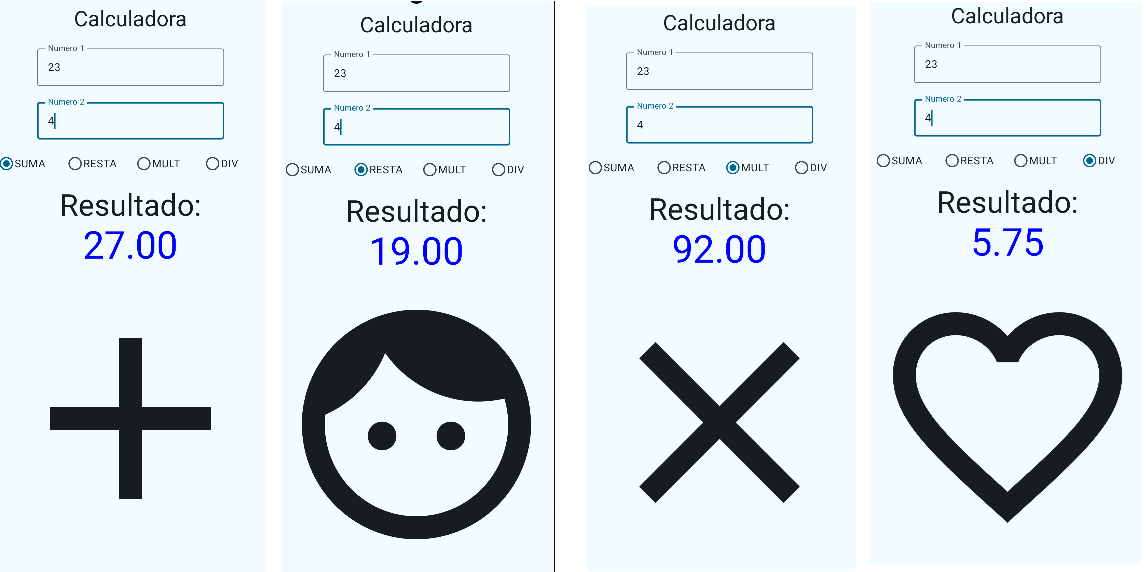 Calculadora
Numero 1
23
Numero 2
4
SUMA RESTA MULT DIV
Resultado:
27.00
Calculadora
Numero 1
23
Numero 2
4
SUMA RESTA MULT DIV
Resultado:
19.00
Calculadora
Numero 1
23
Numero 2
4
SUMA RESTA MULT DIV
Resultado:
92.00
Calculadora
Numero 1
23
Numero 2
4
SUMA RESTA MULT DIV
Resultado:
5.75